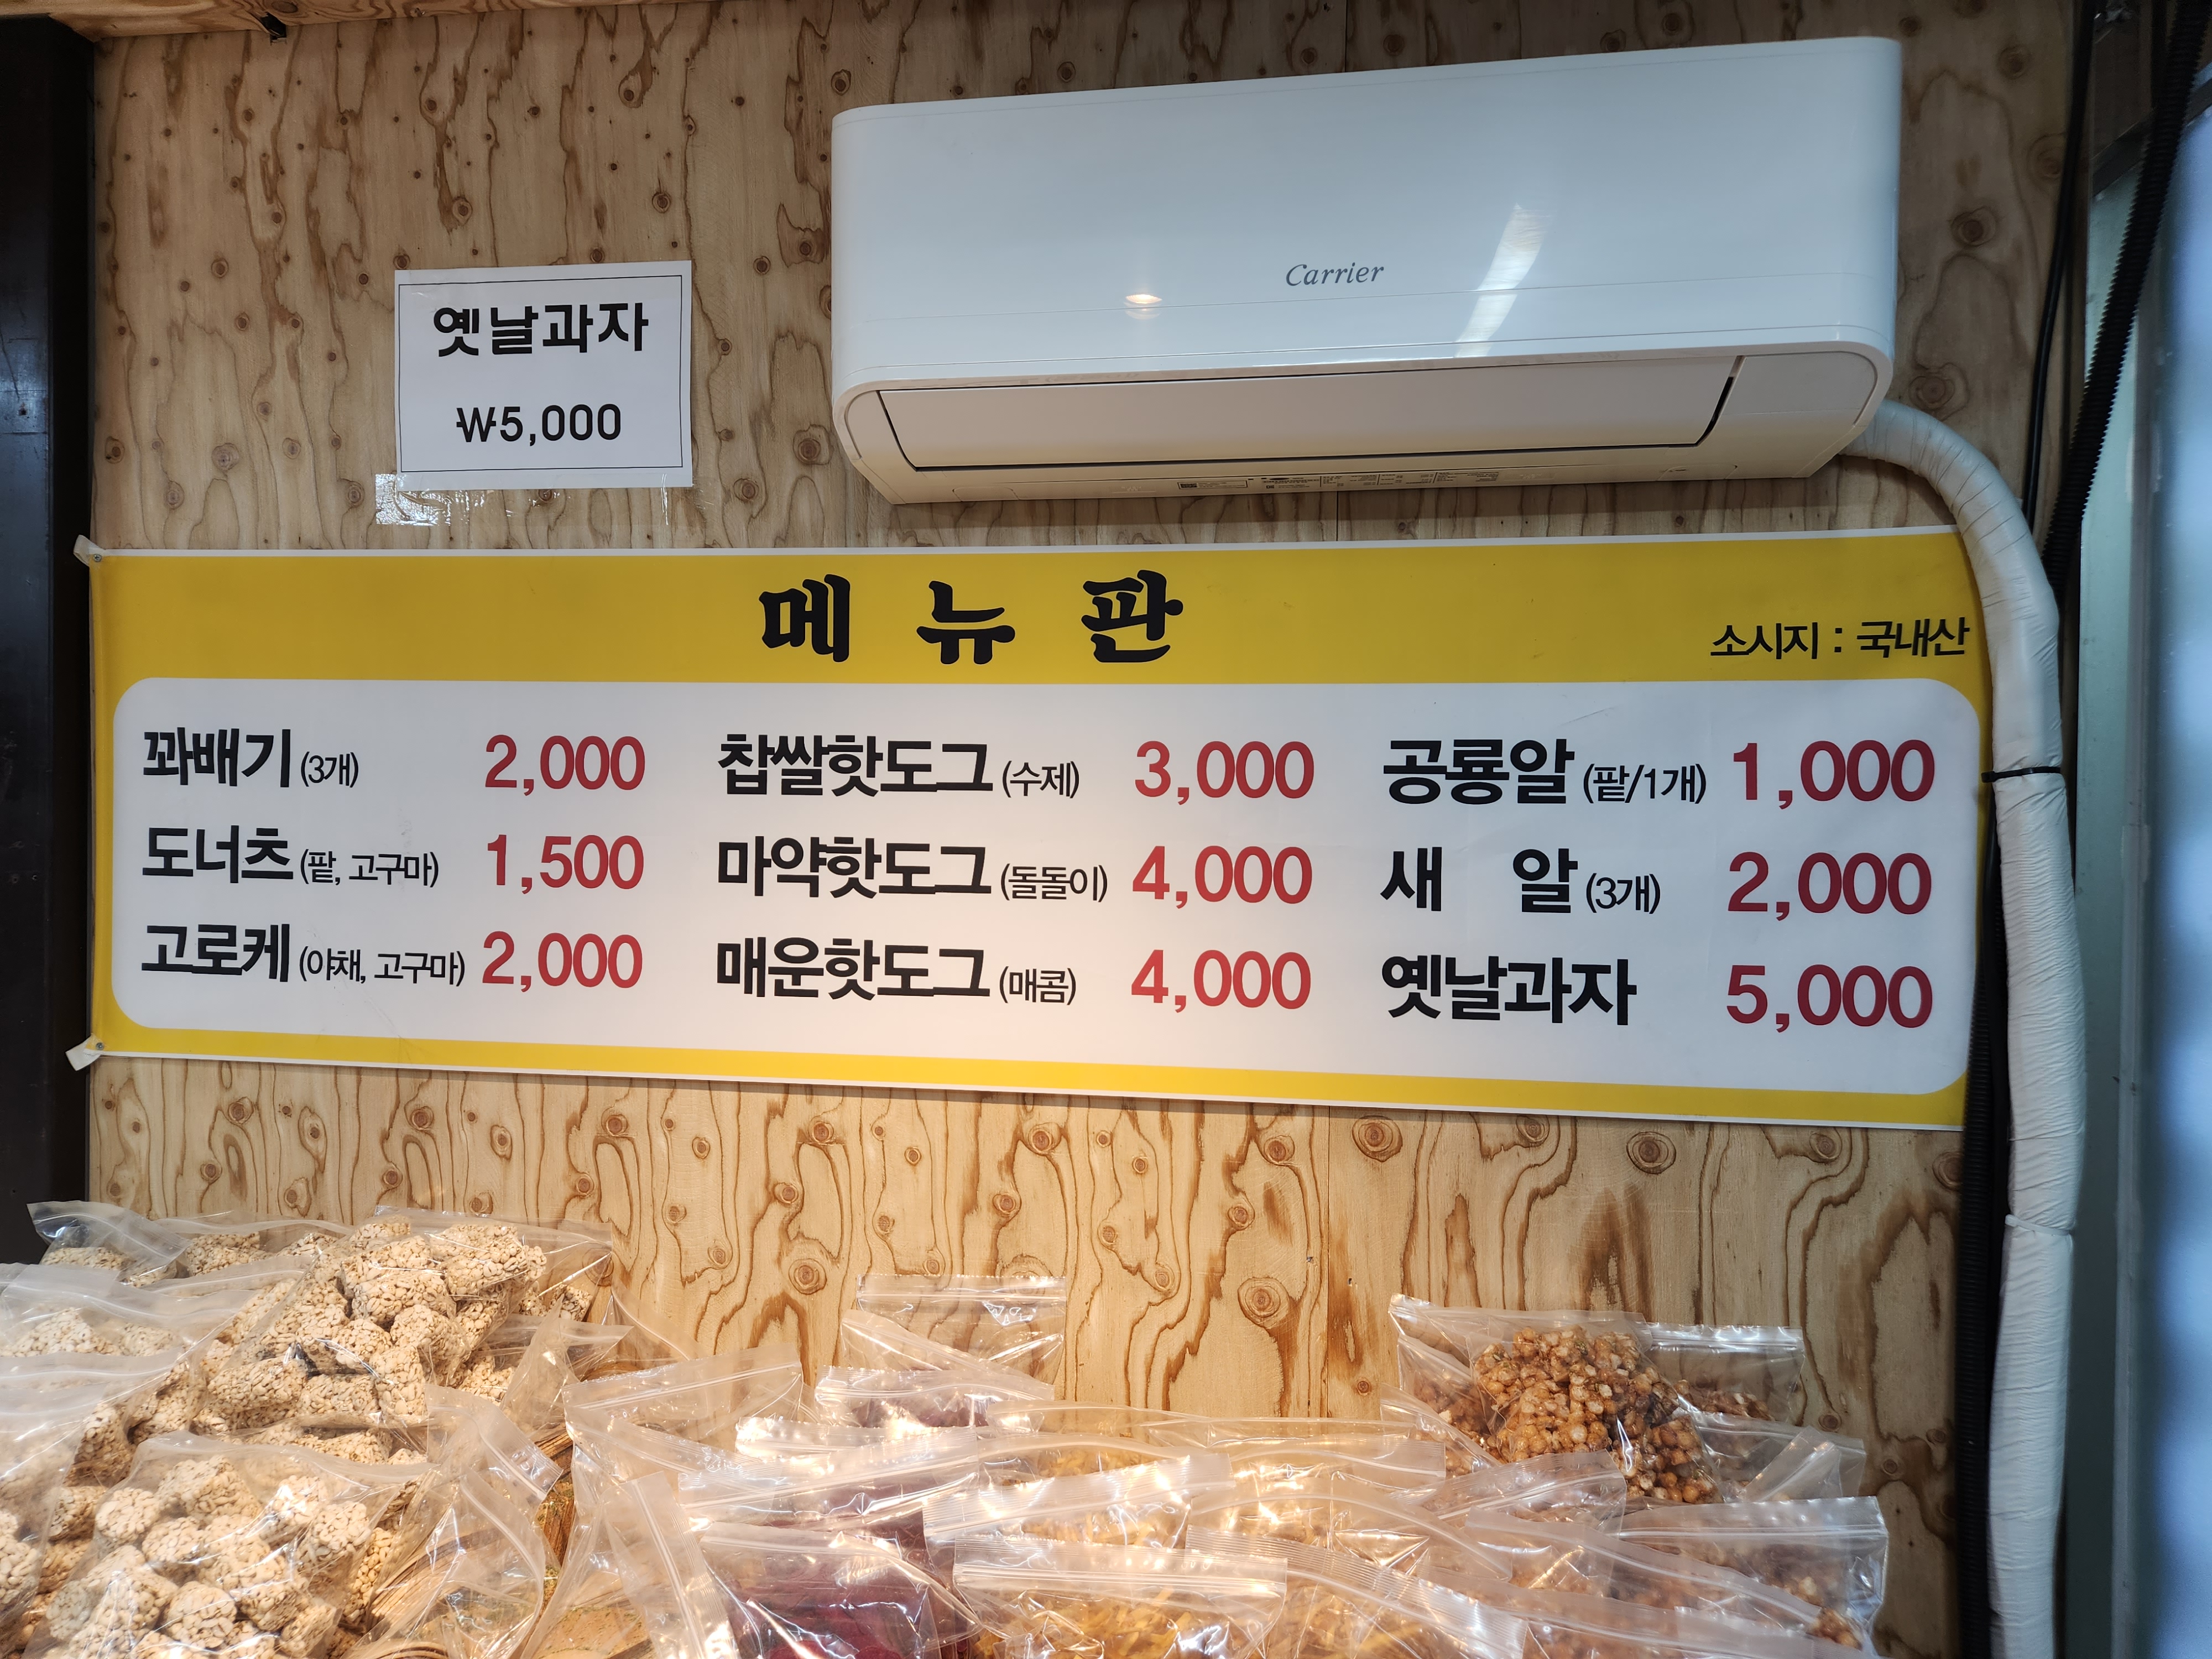 Carrier
옛날과자
₩5,000
메 뉴 판
소시지 : 국내산
꽈배기 (3개) 2,000
도너츠 (팥, 고구마) 1,500
고로케 (야채, 고구마) 2,000
찹쌀핫도그 (수제) 3,000
마약핫도그 (돌돌이) 4,000
매운핫도그 (매콤) 4,000
공룡알 (팥/1개) 1,000
새 알 (3개) 2,000
옛날과자 5,000